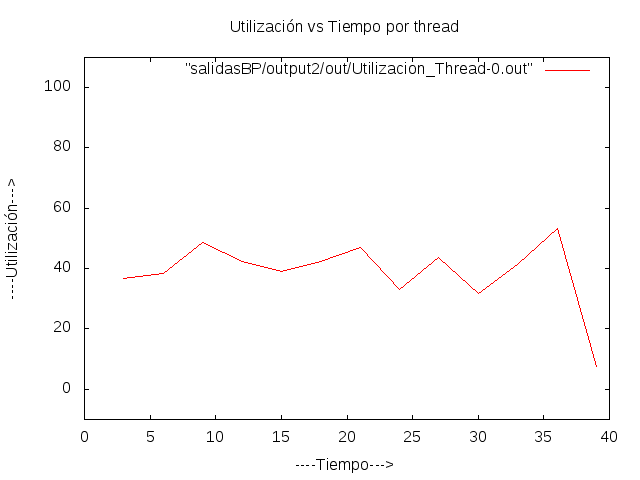 Utilización vs Tiempo por thread
"salidasBP/output2/out/Utilizacion_Thread-0.out"
100
80
60
40
20
0
----Utilización--->
0 5 10 15 20 25 30 35 40
----Tiempo--->